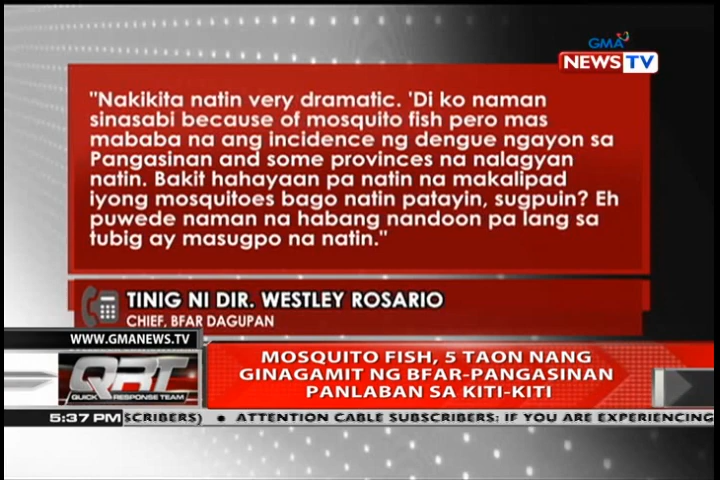 GMA
NEWS TV
"Nakikita natin very dramatic. 'Di ko naman
sinasabi because of mosquito fish pero mas
mababa na ang incidence ng dengue ngayon sa
Pangasinan and some provinces na nalagyan
natin. Bakit hahayaan pa natin na makalipad
iyong mosquitoes bago natin patayin, sugpuin? Eh
puwede naman na habang nandoon pa lang sa
tubig ay masugpo na natin."
TINIG NI DIR. WESTLEY ROSARIO
CHIEF, BFAR DAGUPAN
WWW.GMANEWS.TV
QRT
QUICK RESPONSE TEAM
MOSQUITO FISH, 5 TAON NANG
GINAGAMIT NG BFAR-PANGASINAN
PANLABAN SA KITI-KITI
5:37 PM SCRIBERS) ATTENTION CABLE SUBSCRIBERS: IF YOU ARE EXPERIENCING